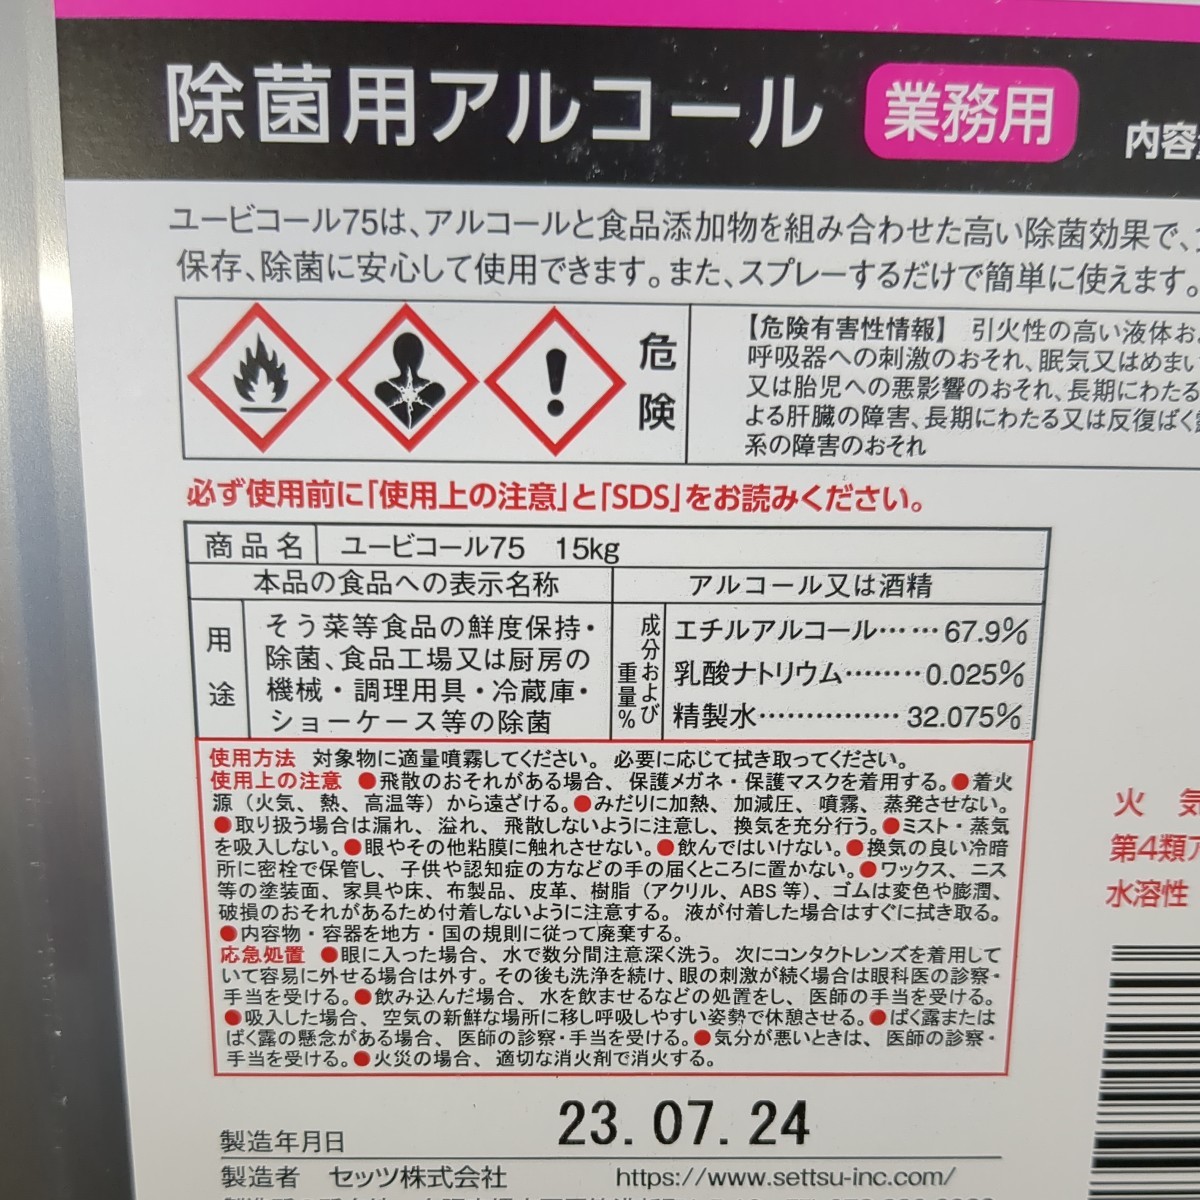 除菌用アルコール 業務用 内容
ユービコール75は、アルコールと食品添加物を組み合わせた高い除菌効果で、
保存、除菌に安心して使用できます。また、スプレーするだけで簡単に使えます。
危険
【危険有害性情報】 引火性の高い液体お
呼吸器への刺激のおそれ、眠気又はめまい
又は胎児への悪影響のおそれ、長期にわたる
よる肝臓の障害、長期にわたる又は反復ばく
系の障害のおそれ
必ず使用前に「使用上の注意」と「SDS」をお読みください。
商品名 ユービコール75 15kg
本品の食品への表示名称 アルコール又は酒精
用途
そう菜等食品の鮮度保持・
除菌、食品工場又は厨房の
機械・調理用具・冷蔵庫・
ショーケース等の除菌
成分および重量%
エチルアルコール……67.9%
乳酸ナトリウム………0.025%
精製水……………32.075%
使用方法 対象物に適量噴霧してください。必要に応じて拭き取ってください。
使用上の注意 ●飛散のおそれがある場合、保護メガネ・保護マスクを着用する。●着火
源（火気、熱、高温等）から遠ざける。●みだりに加熱、加減圧、噴霧、蒸発させない。
●取り扱う場合は漏れ、溢れ、飛散しないように注意し、換気を充分行う。●ミスト・蒸気
を吸入しない。●眼やその他粘膜に触れさせない。●飲んではいけない。●換気の良い冷暗
所に密栓で保管し、子供や認知症の方などの手の届くところに置かない。●ワックス、ニス
等の塗装面、家具や床、布製品、皮革、樹脂（アクリル、ABS等）、ゴムは変色や膨潤、
破損のおそれがあるため付着しないように注意する。液が付着した場合はすぐに拭き取る。
●内容物・容器を地方・国の規則に従って廃棄する。
応急処置 ●眼に入った場合、水で数分間注意深く洗う。次にコンタクトレンズを着用して
いて容易に外せる場合は外す。その後も洗浄を続け、眼の刺激が続く場合は眼科医の診察・
手当を受ける。●飲み込んだ場合、水を飲ませるなどの処置をし、医師の手当を受ける。
●吸入した場合、空気の新鮮な場所に移し呼吸しやすい姿勢で休憩させる。●ばく露または
ばく露の懸念がある場合、医師の診察・手当を受ける。●気分が悪いときは、医師の診察・
手当を受ける。●火災の場合、適切な消火剤で消火する。
火気
第4類
水溶性
製造年月日 23.07.24
製造者 セッツ株式会社 https://www.settsu-inc.com/